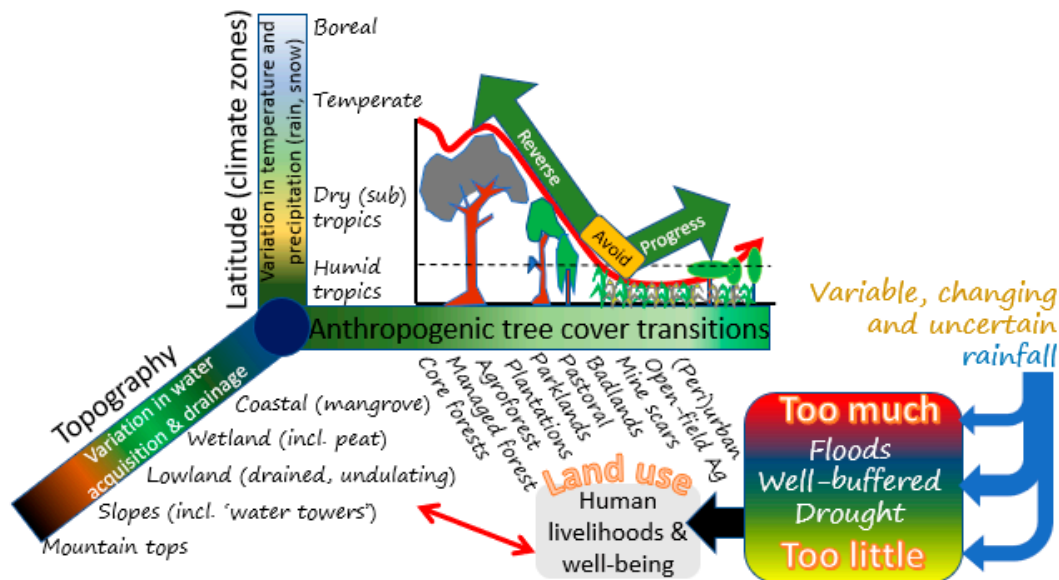 Latitude (climate zones)
Variation in temperature and
precipitation (rain, snow)
Boreal
Temperate
Dry (sub)
tropics
Humid
tropics
Reverse
Avoid
Progress
Anthropogenic tree cover transitions
Topography
Variation in water
acquisition & drainage
Coastal (mangrove)
Wetland (incl. peat)
Lowland (drained, undulating)
Slopes (incl. ‘water towers’)
Mountain tops
Core forests
Managed forest
Agroforest
Plantations
Parklands
Pastoral
Badlands
Mine scars
Open-field Ag
(Peri)urban
Land use
Human
livelihoods &
well-being
Variable, changing
and uncertain
rainfall
Too much
Floods
Well-buffered
Drought
Too little